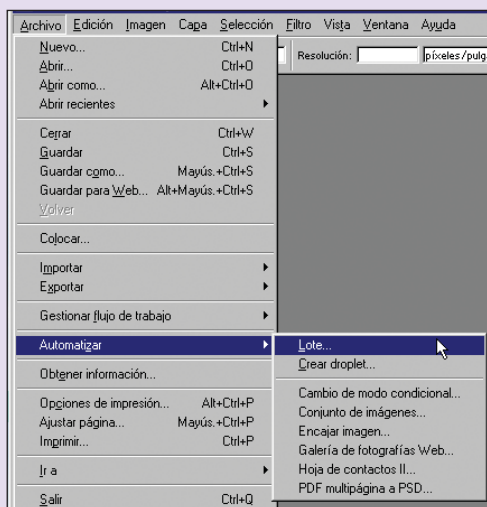 Archivo Edición Imagen Capa Selección Filtro Vista Ventana Ayuda
Resolución: píxeles/pulg
Nuevo... Ctrl+N
Abrir... Ctrl+O
Abrir como... Alt+Ctrl+O
Abrir recientes
Cerrar Ctrl+W
Guardar Ctrl+S
Guardar como... Mayús.+Ctrl+S
Guardar para Web... Alt+Mayús.+Ctrl+S
Volver
Colocar...
Importar
Exportar
Gestionar flujo de trabajo
Automatizar
Obtener información...
Opciones de impresión... Alt+Ctrl+P
Ajustar página... Mayús.+Ctrl+P
Imprimir... Ctrl+P
Ir a
Salir Ctrl+Q
Lote...
Crear droplet...
Cambio de modo condicional...
Conjunto de imágenes...
Encajar imagen...
Galería de fotografías Web...
Hoja de contactos II...
PDF multipágina a PSD...